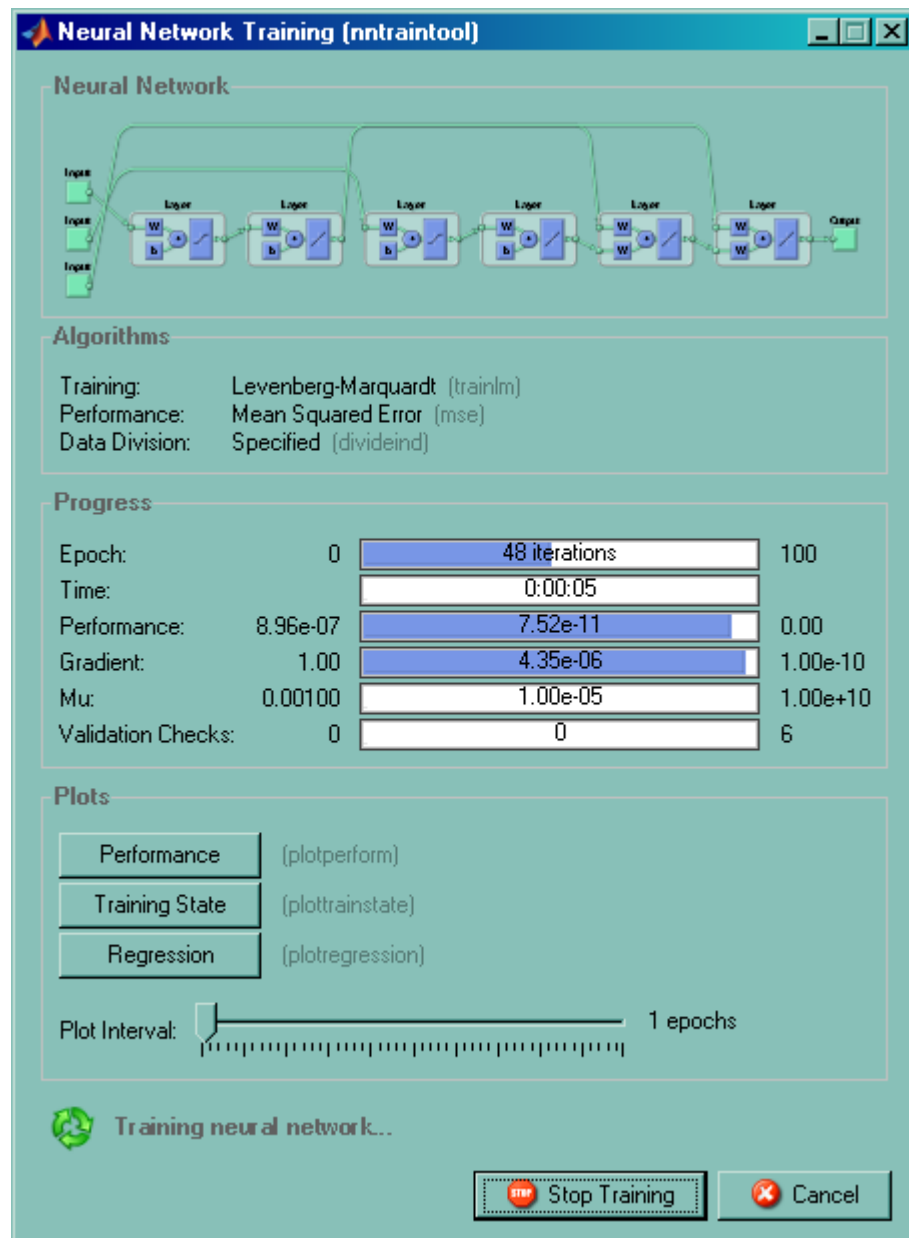 Neural Network Training (nntraintool)
Neural Network
Input
Input
Input
Layer Layer Layer Layer Layer Layer
Output
W W W W W W
b b b b W W
Algorithms
Training: Levenberg-Marquardt (trainlm)
Performance: Mean Squared Error (mse)
Data Division: Specified (divideind)
Progress
Epoch: 0 48 iterations 100
Time: 0:00:05
Performance: 8.96e-07 7.52e-11 0.00
Gradient: 1.00 4.35e-06 1.00e-10
Mu: 0.00100 1.00e-05 1.00e+10
Validation Checks: 0 0 6
Plots
Performance (plotperform)
Training State (plottrainstate)
Regression (plotregression)
Plot Interval: 1 epochs
Training neural network...
STOP Stop Training Cancel